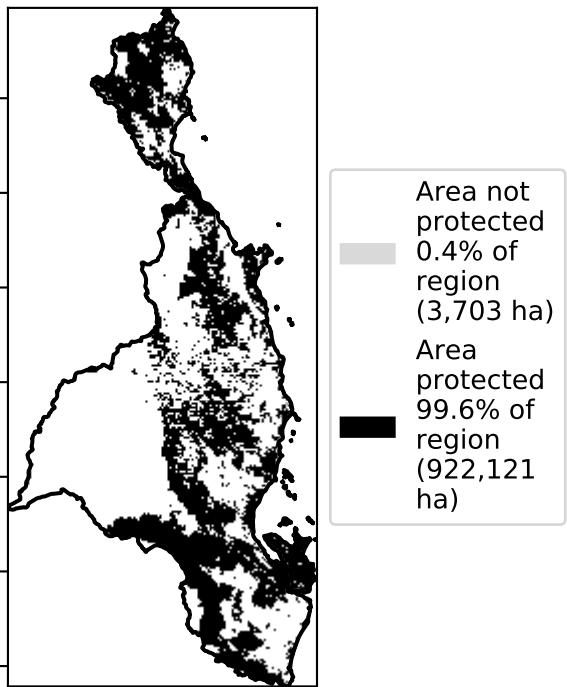 Area not
protected
0.4% of
region
(3,703 ha)
Area
protected
99.6% of
region
(922,121
ha)